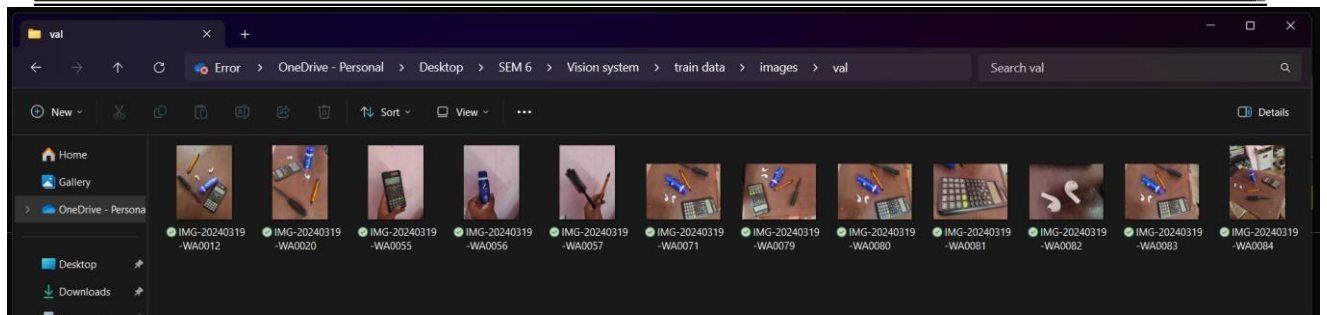 val
Error > OneDrive - Personal > Desktop > SEM 6 > Vision system > train data > images > val
Search val
New
Sort
View
Details
Home
Gallery
OneDrive - Persona
IMG-20240319
-WA0012
IMG-20240319
-WA0020
IMG-20240319
-WA0055
IMG-20240319
-WA0056
IMG-20240319
-WA0057
IMG-20240319
-WA0071
IMG-20240319
-WA0079
IMG-20240319
-WA0080
IMG-20240319
-WA0081
IMG-20240319
-WA0082
IMG-20240319
-WA0083
IMG-20240319
-WA0084
Desktop
Downloads